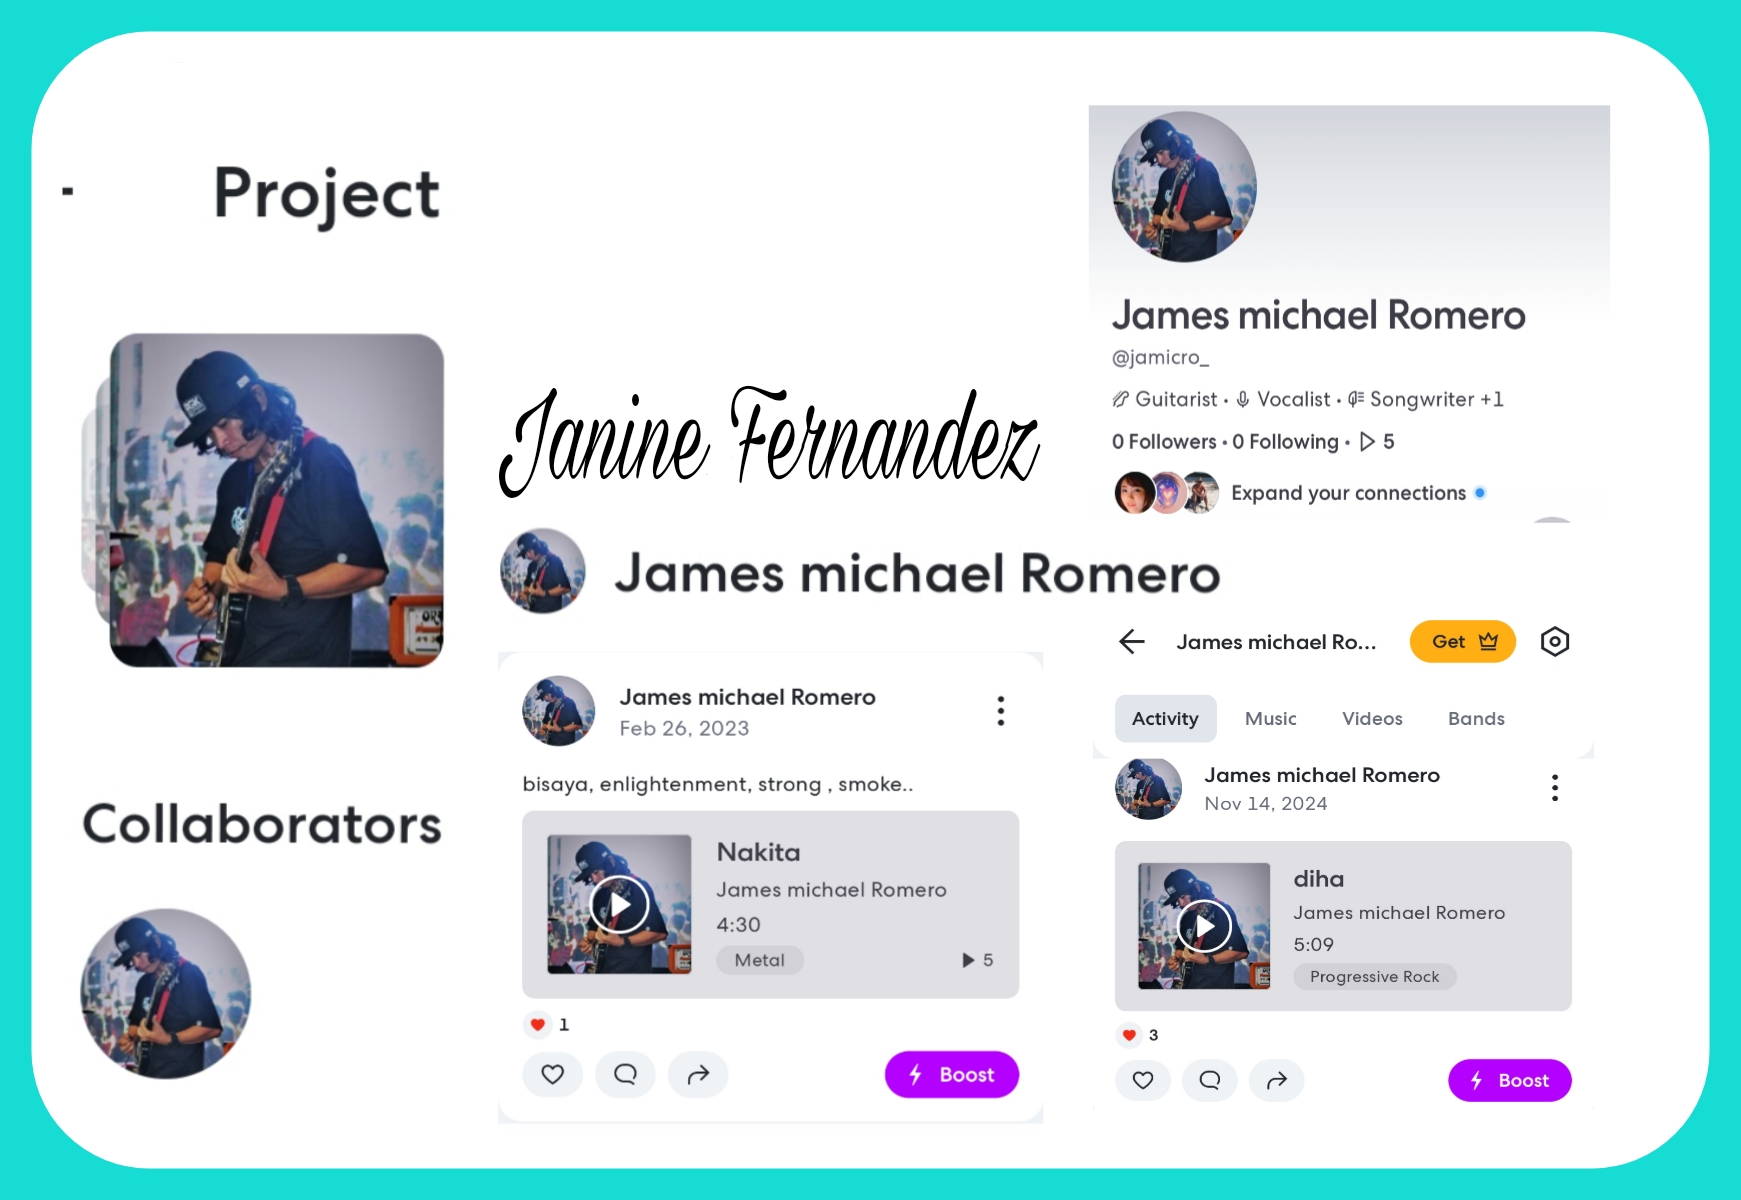 - Project
Collaborators
Janine Fernandez
James michael Romero
James michael Romero
Feb 26, 2023
bisaya, enlightenment, strong , smoke..
Nakita
James michael Romero
4:30
Metal
5
1
Boost
James michael Romero
@jamicro_
Guitarist • Vocalist • Songwriter +1
0 Followers • 0 Following • 5
Expand your connections
James michael Ro...
Get
Activity Music Videos Bands
James michael Romero
Nov 14, 2024
diha
James michael Romero
5:09
Progressive Rock
3
Boost